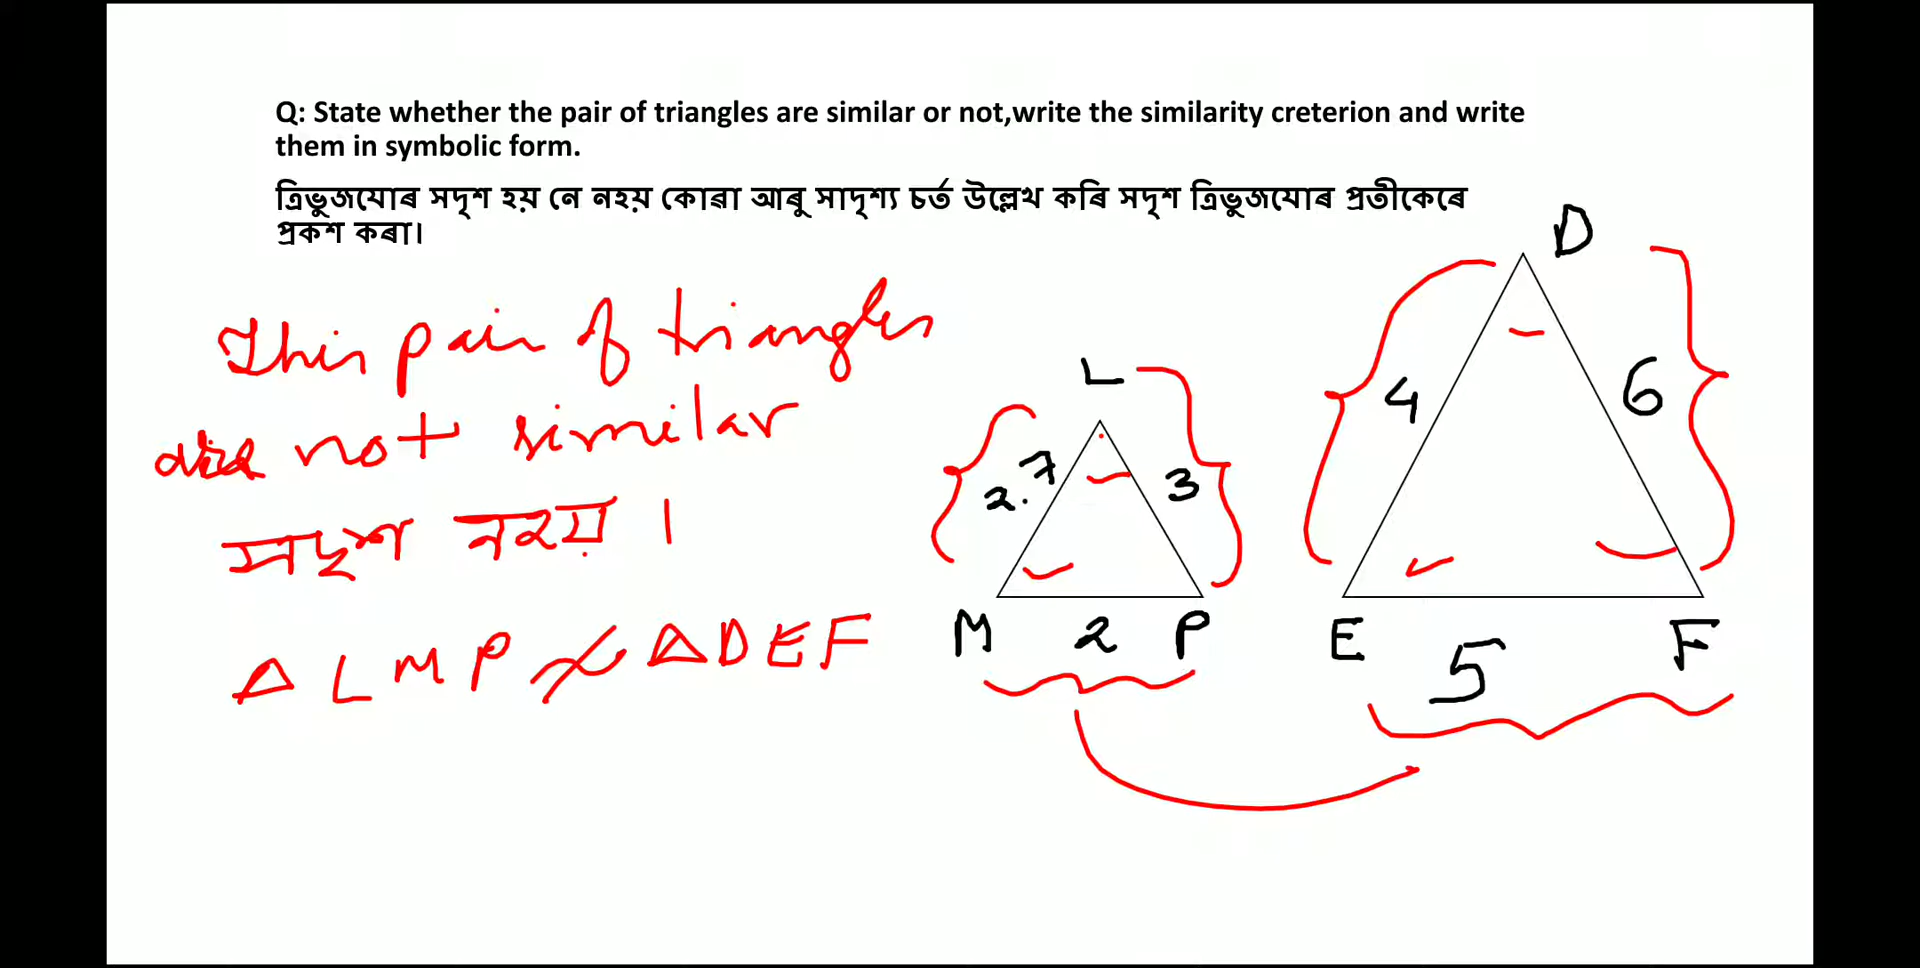 Q: State whether the pair of triangles are similar or not,write the similarity creterion and write
them in symbolic form.
ত্ৰিভুজযোৰ সদৃশ হয় নে নহয় কোৱা আৰু সাদৃশ্য চৰ্ত উল্লেখ কৰি সদৃশ ত্ৰিভুজযোৰ প্ৰতীকেৰে
প্ৰকশ কৰা।
This pair of triangles
are not similar
সদৃশ নহয় ।
Δ LMP ≁ Δ DEF
D
4
6
L
2.7
3
M 2 P
E 5 F